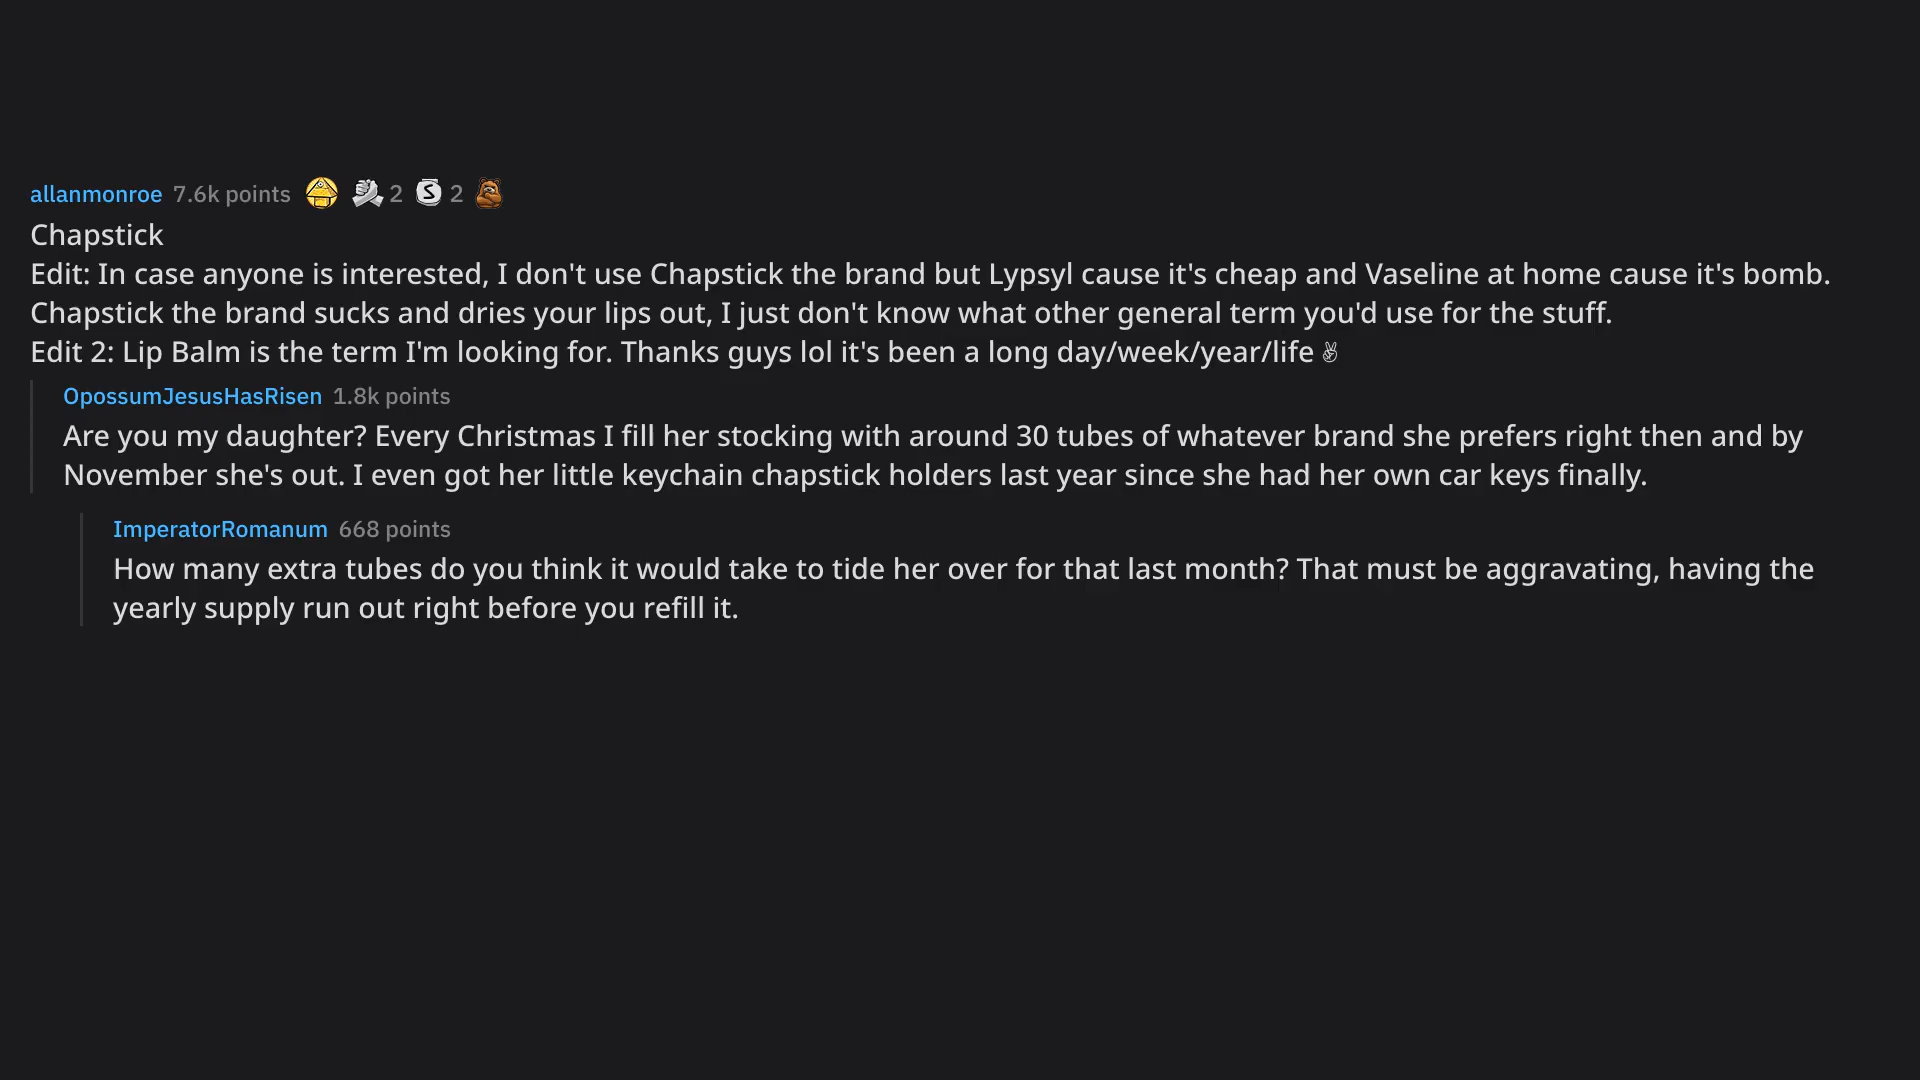 allanmonroe 7.6k points 2 2
Chapstick
Edit: In case anyone is interested, I don't use Chapstick the brand but Lypsyl cause it's cheap and Vaseline at home cause it's bomb.
Chapstick the brand sucks and dries your lips out, I just don't know what other general term you'd use for the stuff.
Edit 2: Lip Balm is the term I'm looking for. Thanks guys lol it's been a long day/week/year/life ✌
OpossumJesusHasRisen 1.8k points
Are you my daughter? Every Christmas I fill her stocking with around 30 tubes of whatever brand she prefers right then and by
November she's out. I even got her little keychain chapstick holders last year since she had her own car keys finally.
ImperatorRomanum 668 points
How many extra tubes do you think it would take to tide her over for that last month? That must be aggravating, having the
yearly supply run out right before you refill it.